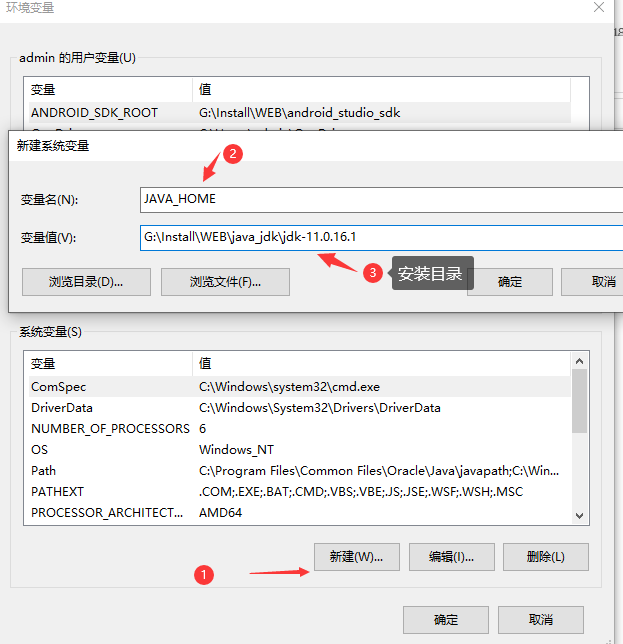 环境变量
admin 的用户变量(U)
变量 值
ANDROID_SDK_ROOT G:\Install\WEB\android_studio_sdk
新建系统变量
2
变量名(N): JAVA_HOME
变量值(V): G:\Install\WEB\java_jdk\jdk-11.0.16.1
3 安装目录
浏览目录(D)... 浏览文件(F)... 确定 取消
系统变量(S)
变量 值
ComSpec C:\Windows\system32\cmd.exe
DriverData C:\Windows\System32\Drivers\DriverData
NUMBER_OF_PROCESSORS 6
OS Windows_NT
Path C:\Program Files\Common Files\Oracle\Java\javapath;C:\Win...
PATHEXT .COM;.EXE;.BAT;.CMD;.VBS;.VBE;.JS;.JSE;.WSF;.WSH;.MSC
PROCESSOR_ARCHITECT... AMD64
新建(W)... 编辑(I)... 删除(L)
1
确定 取消